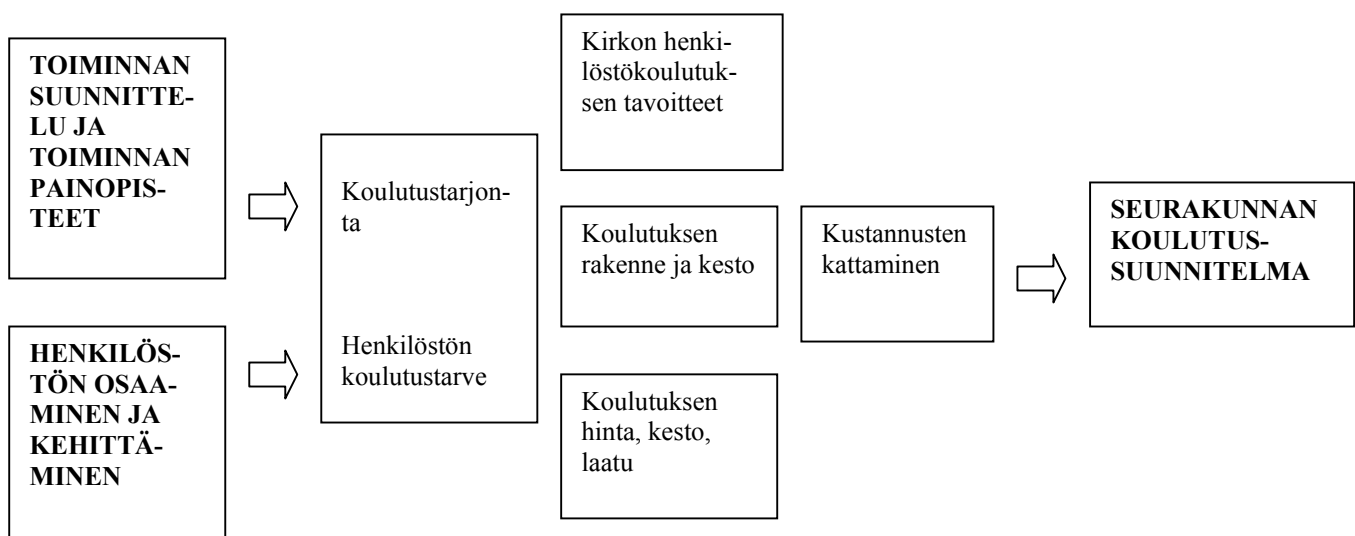 TOIMINNAN
SUUNNITTE-
LU JA
TOIMINNAN
PAINOPIS-
TEET
HENKILÖS-
TÖN OSAA-
MINEN JA
KEHITTÄ-
MINEN
Koulutustarjon-
ta
Henkilöstön
koulutustarve
Kirkon henki-
löstökoulutuk-
sen tavoitteet
Koulutuksen
rakenne ja kesto
Koulutuksen
hinta, kesto,
laatu
Kustannusten
kattaminen
SEURAKUNNAN
KOULUTUS-
SUUNNITELMA